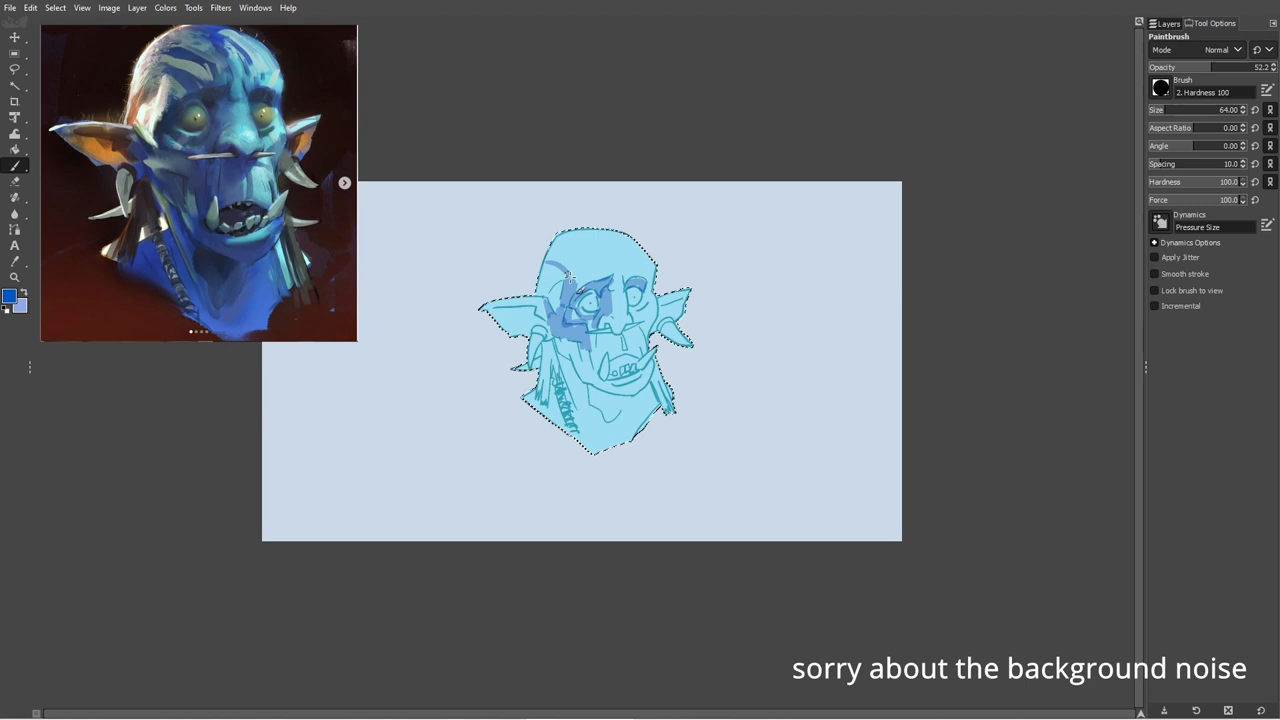 File Edit Select View Image Layer Colors Tools Filters Windows Help
Layers Tool Options
Paintbrush
Mode Normal
Opacity 52.2
Brush
2. Hardness 100
Size 64.00
Aspect Ratio 0.00
Angle 0.00
Spacing 10.0
Hardness 100.0
Force 100.0
Dynamics
Pressure Size
Dynamics Options
Apply Jitter
Smooth stroke
Lock brush to view
Incremental
sorry about the background noise